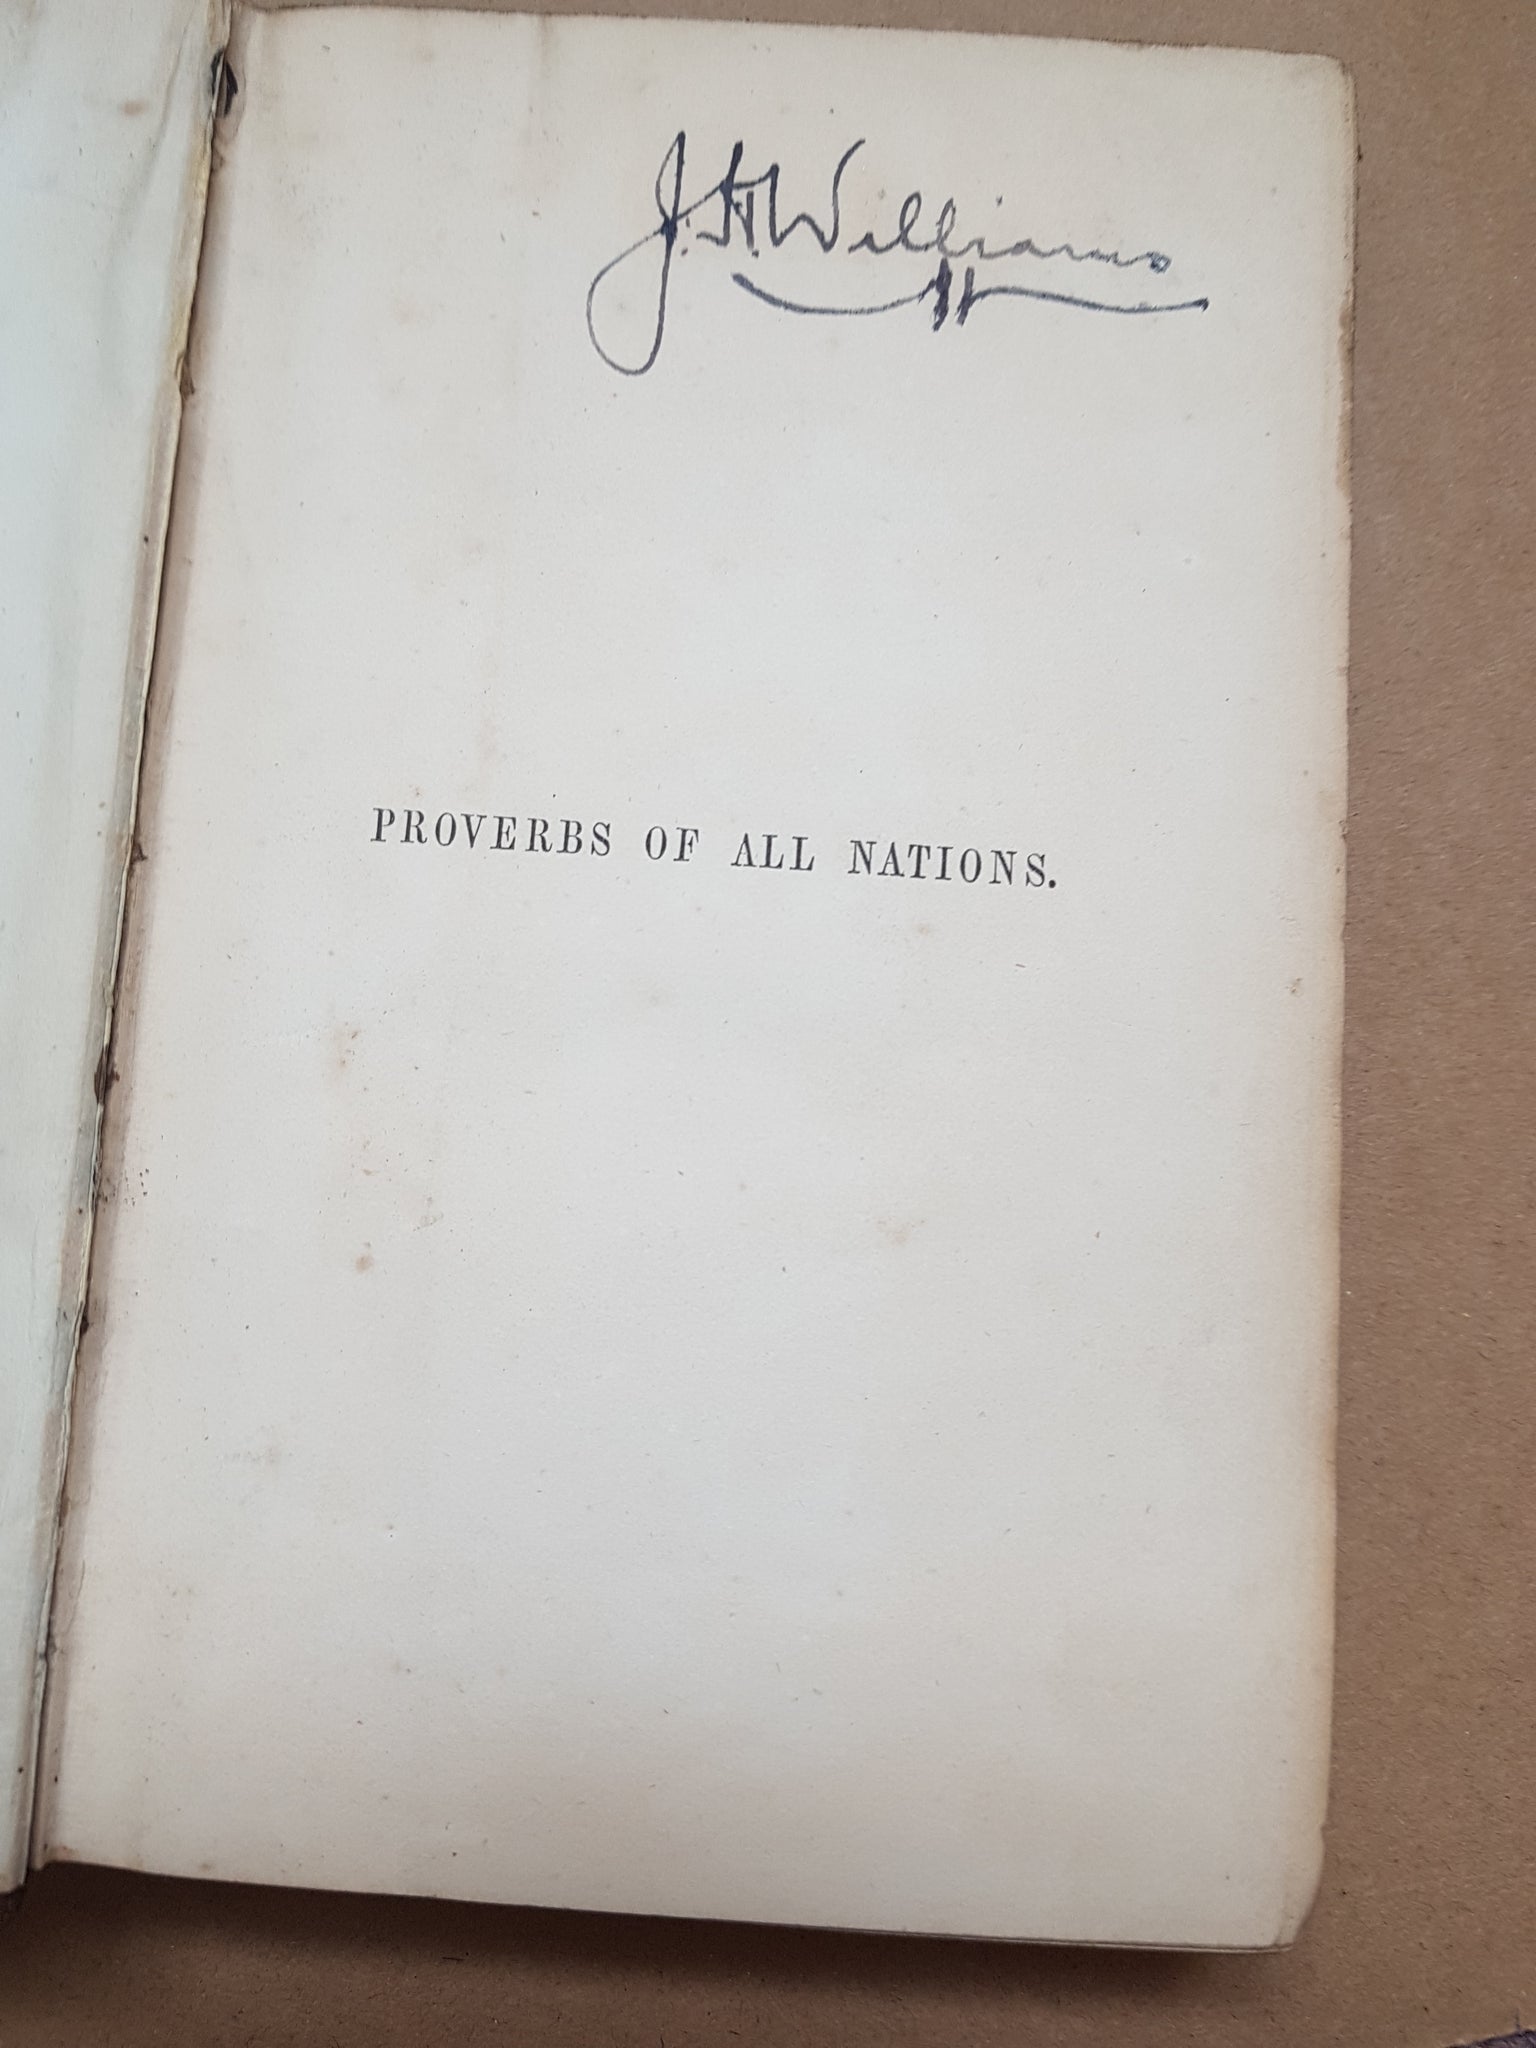 J. H. Williams
PROVERBS OF ALL NATIONS.